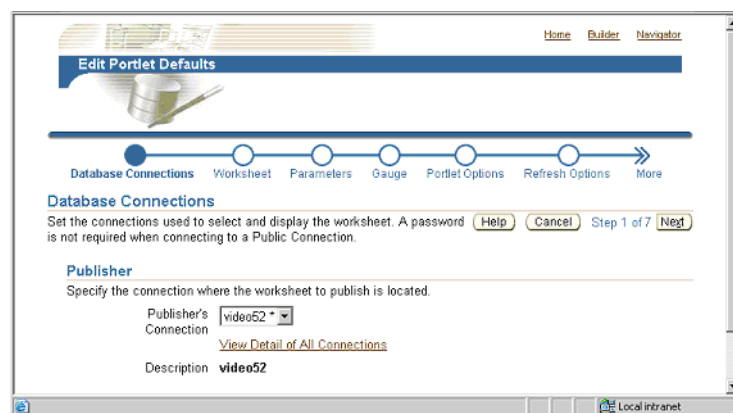 Home Builder Navigator
Edit Portlet Defaults
Database Connections Worksheet Parameters Gauge Portlet Options Refresh Options More
Database Connections
Set the connections used to select and display the worksheet. A password Help Cancel Step 1 of 7 Next
is not required when connecting to a Public Connection.
Publisher
Specify the connection where the worksheet to publish is located.
Publisher's video52 *
Connection
View Detail of All Connections
Description video52
Local intranet